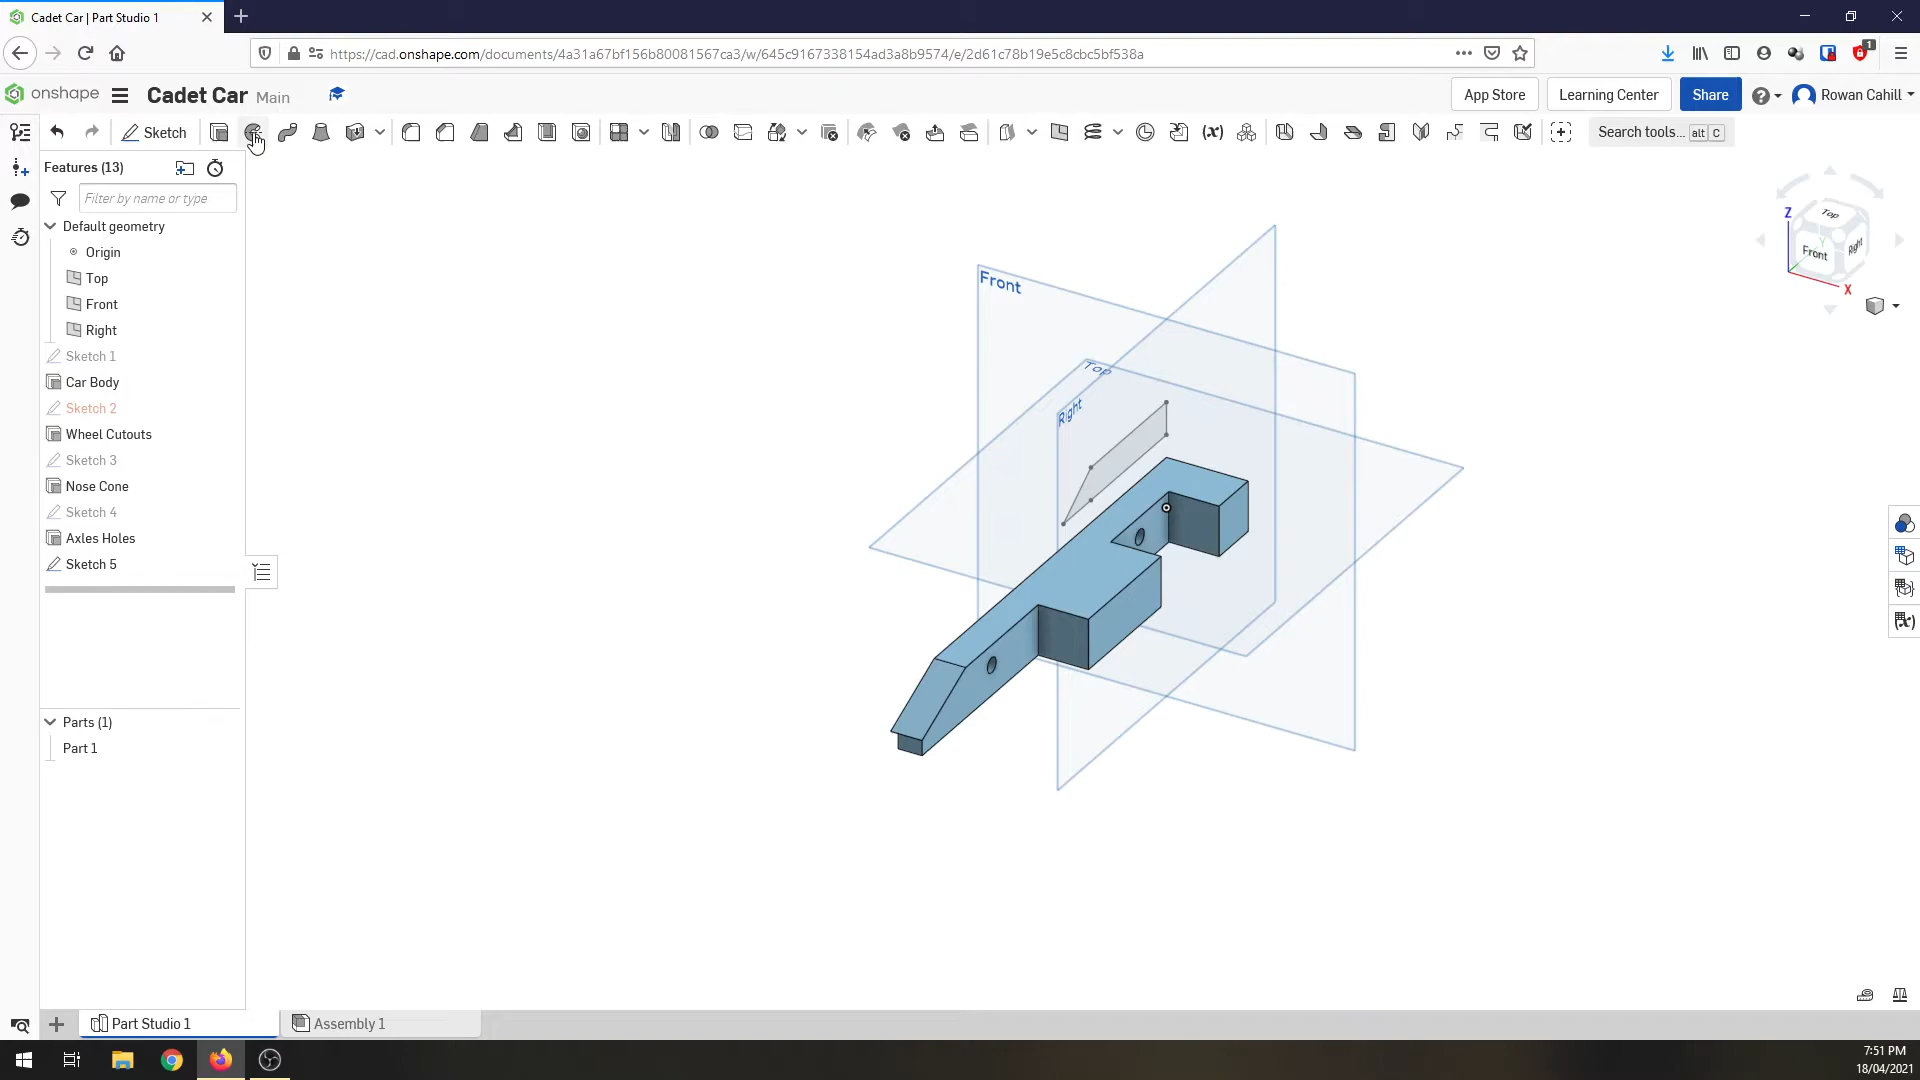 Cadet Car | Part Studio 1
https://cad.onshape.com/documents/4a31a67bf156b80081567ca3/w/645c9167338154ad3a8b9574/e/2d61c78b19e5c8cbc5bf538a
1
onshape
Cadet Car Main
App Store
Learning Center
Share
Rowan Cahill
Sketch
(x)
Search tools... alt C
Features (13)
Filter by name or type
Default geometry
Origin
Top
Front
Right
Sketch 1
Car Body
Sketch 2
Wheel Cutouts
Sketch 3
Nose Cone
Sketch 4
Axles Holes
Sketch 5
Parts (1)
Part 1
Front
Top
Right
Z
Top
Y
Front
Right
X
(x)
Part Studio 1
Assembly 1
7:51 PM
18/04/2021